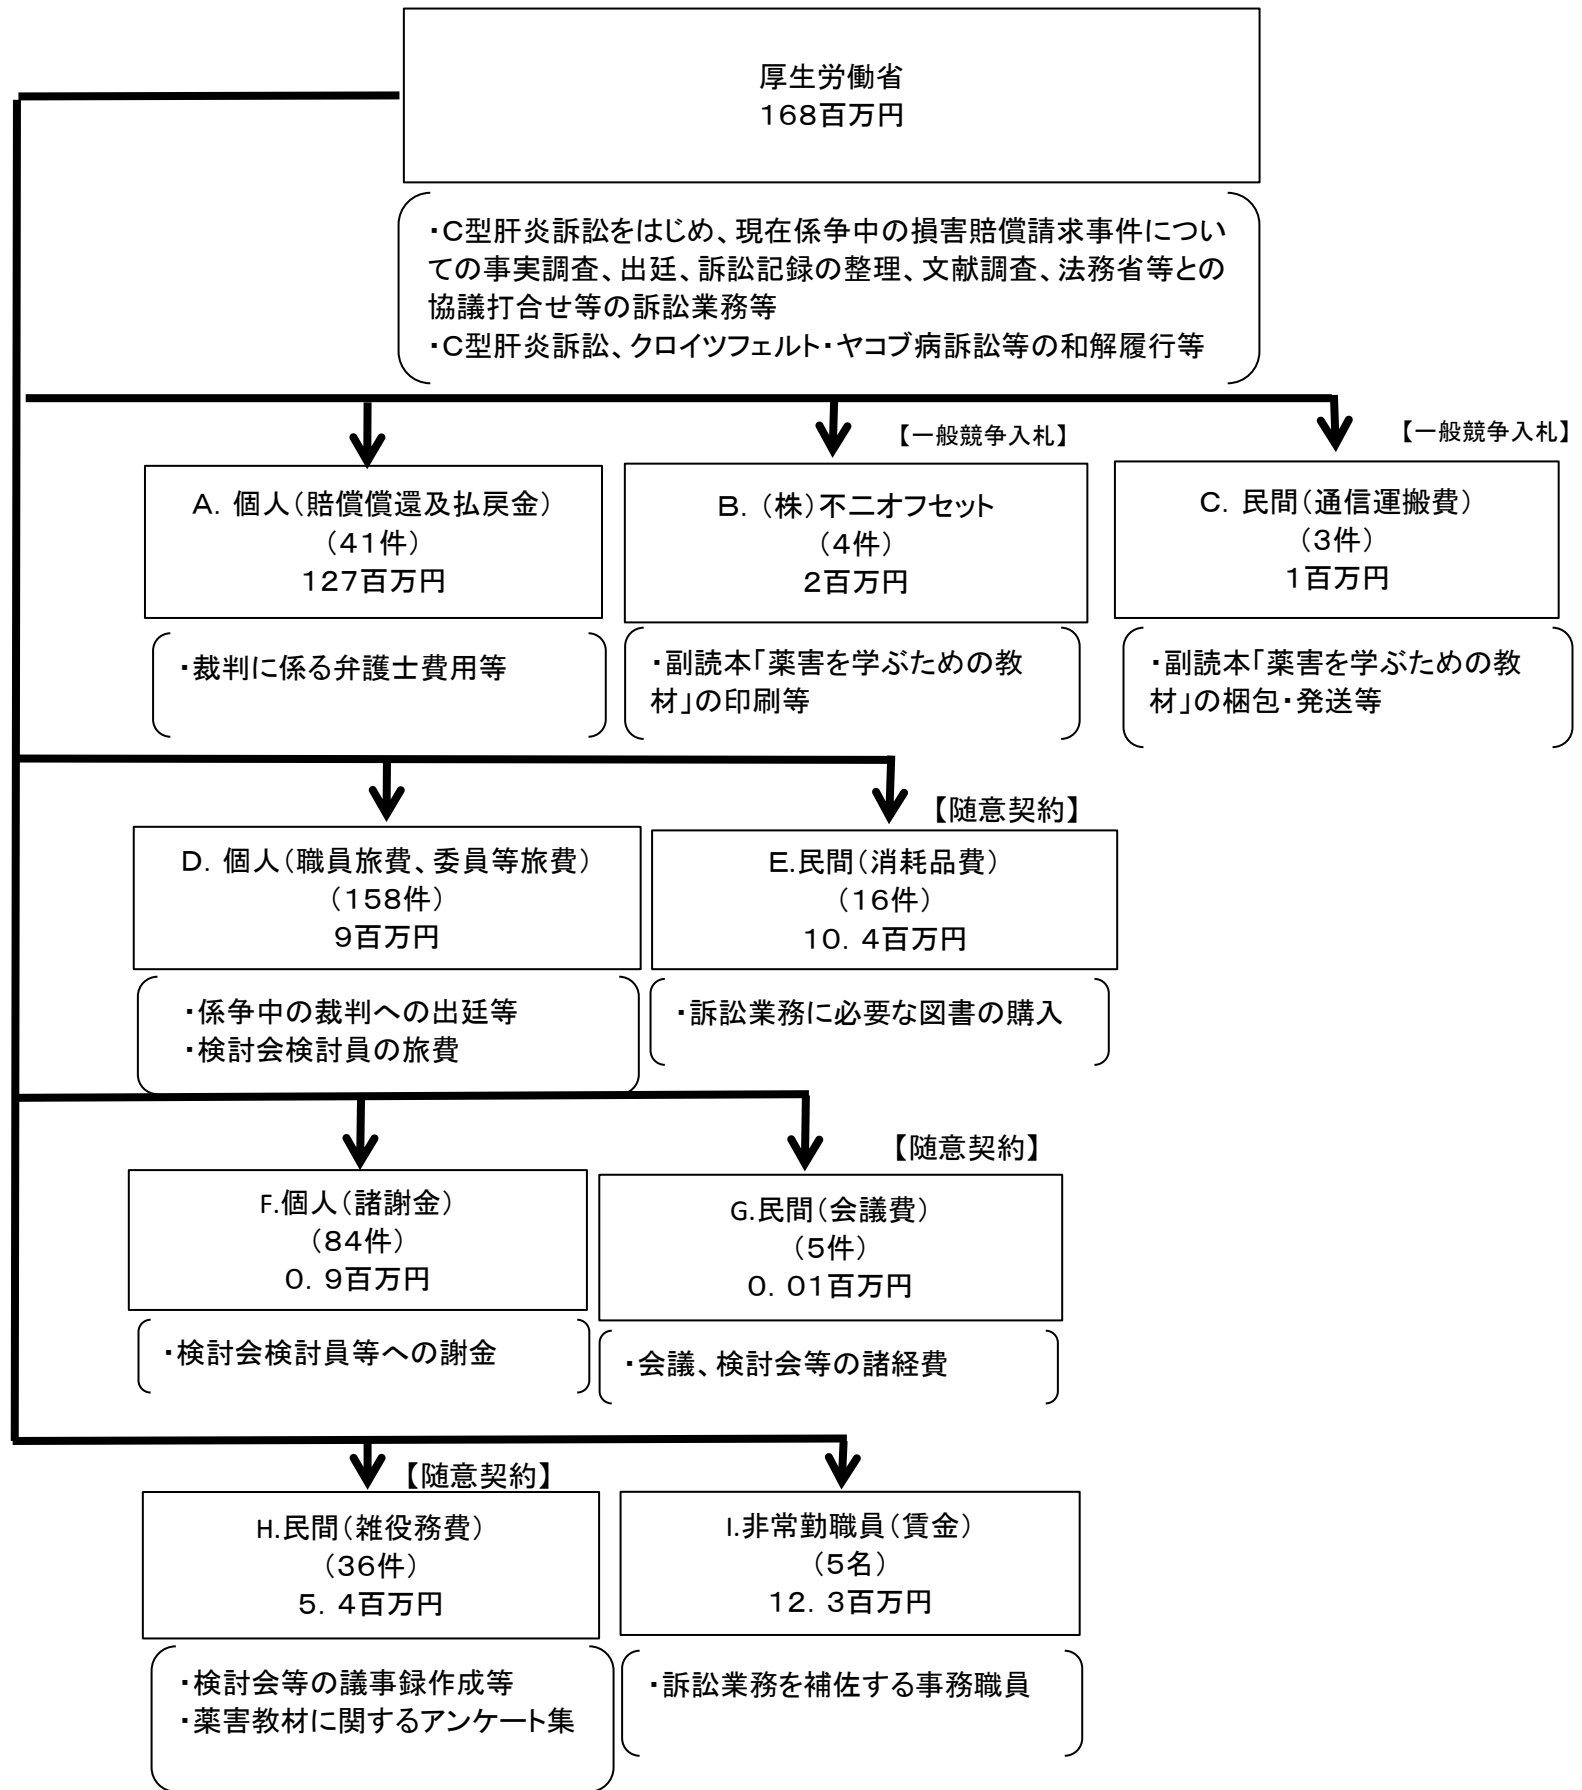 厚生労働省
168百万円
・C型肝炎訴訟をはじめ、現在係争中の損害賠償請求事件につい
ての事実調査、出廷、訴訟記録の整理、文献調査、法務省等との
協議打合せ等の訴訟業務等
・C型肝炎訴訟、クロイツフェルト・ヤコブ病訴訟等の和解履行等
【一般競争入札】
【一般競争入札】
A．個人（賠償償還及払戻金）
（41件）
127百万円
B．（株）不二オフセット
（4件）
2百万円
C．民間（通信運搬費）
（3件）
1百万円
・裁判に係る弁護士費用等
・副読本「薬害を学ぶための教
材」の印刷等
・副読本「薬害を学ぶための教
材」の梱包・発送等
【随意契約】
D．個人（職員旅費、委員等旅費）
（158件）
9百万円
E.民間（消耗品費）
（16件）
10．4百万円
・係争中の裁判への出廷等
・検討会検討員の旅費
・訴訟業務に必要な図書の購入
【随意契約】
F.個人（諸謝金）
（84件）
0．9百万円
G.民間（会議費）
（5件）
0．01百万円
・検討会検討員等への謝金
・会議、検討会等の諸経費
【随意契約】
H.民間（雑役務費）
（36件）
5．4百万円
I.非常勤職員（賃金）
（5名）
12．3百万円
・検討会等の議事録作成等
・薬害教材に関するアンケート集
・訴訟業務を補佐する事務職員